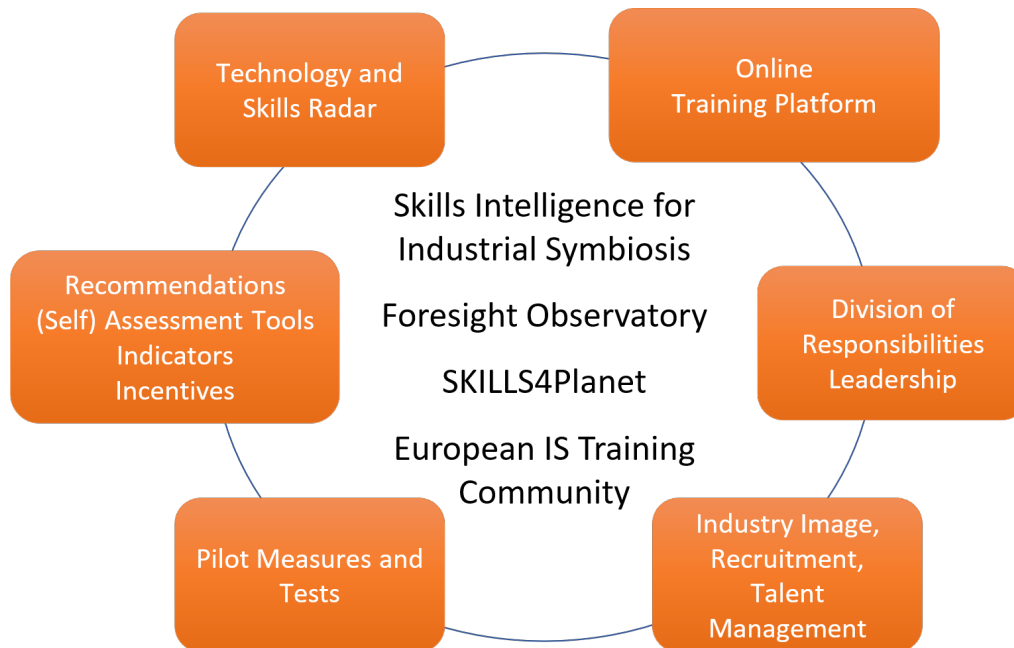 Technology and
Skills Radar
Online
Training Platform
Skills Intelligence for
Industrial Symbiosis
Foresight Observatory
SKILLS4Planet
European IS Training
Community
Recommendations
(Self) Assessment Tools
Indicators
Incentives
Division of
Responsibilities
Leadership
Pilot Measures and
Tests
Industry Image,
Recruitment,
Talent
Management